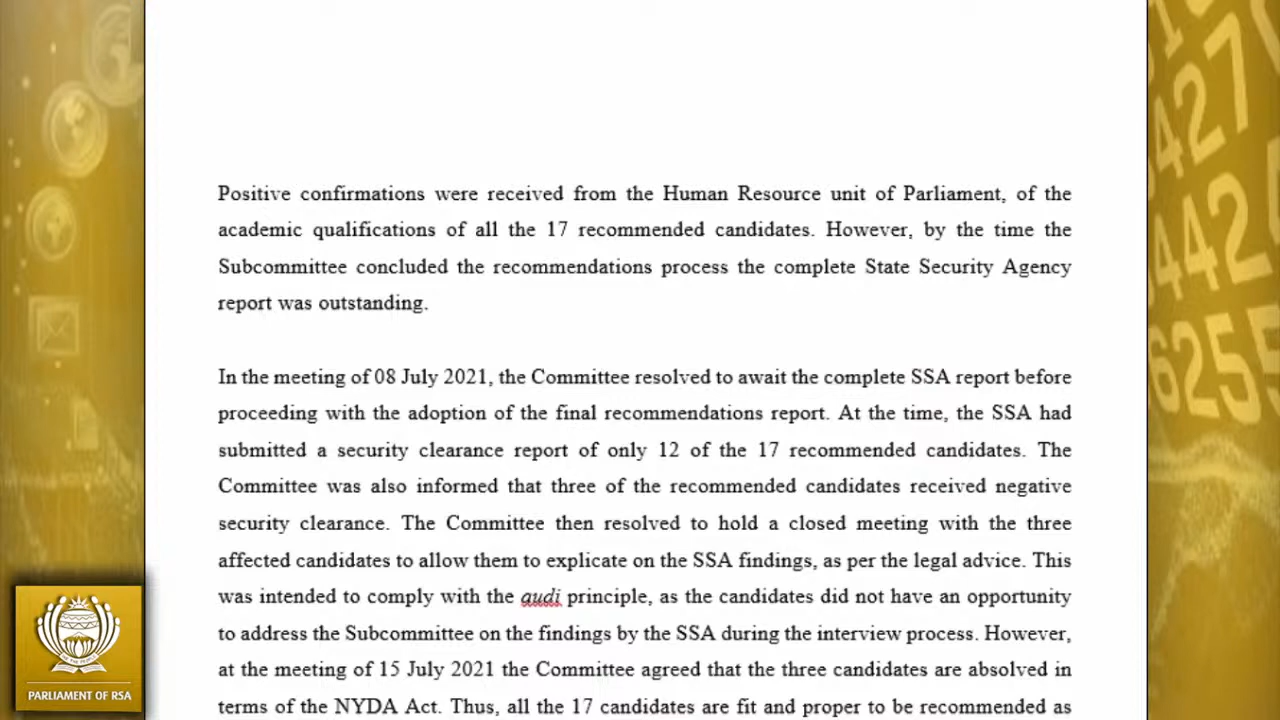 Positive confirmations were received from the Human Resource unit of Parliament, of the
academic qualifications of all the 17 recommended candidates. However, by the time the
Subcommittee concluded the recommendations process the complete State Security Agency
report was outstanding.
In the meeting of 08 July 2021, the Committee resolved to await the complete SSA report before
proceeding with the adoption of the final recommendations report. At the time, the SSA had
submitted a security clearance report of only 12 of the 17 recommended candidates. The
Committee was also informed that three of the recommended candidates received negative
security clearance. The Committee then resolved to hold a closed meeting with the three
affected candidates to allow them to explicate on the SSA findings, as per the legal advice. This
was intended to comply with the audi principle, as the candidates did not have an opportunity
to address the Subcommittee on the findings by the SSA during the interview process. However,
at the meeting of 15 July 2021 the Committee agreed that the three candidates are absolved in
terms of the NYDA Act. Thus, all the 17 candidates are fit and proper to be recommended as
PARLIAMENT OF RSA
427
442
6255